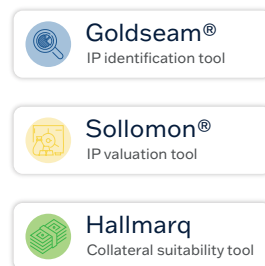 Goldseam®
IP identification tool
Sollomon®
IP valuation tool
Hallmarq
Collateral suitability tool